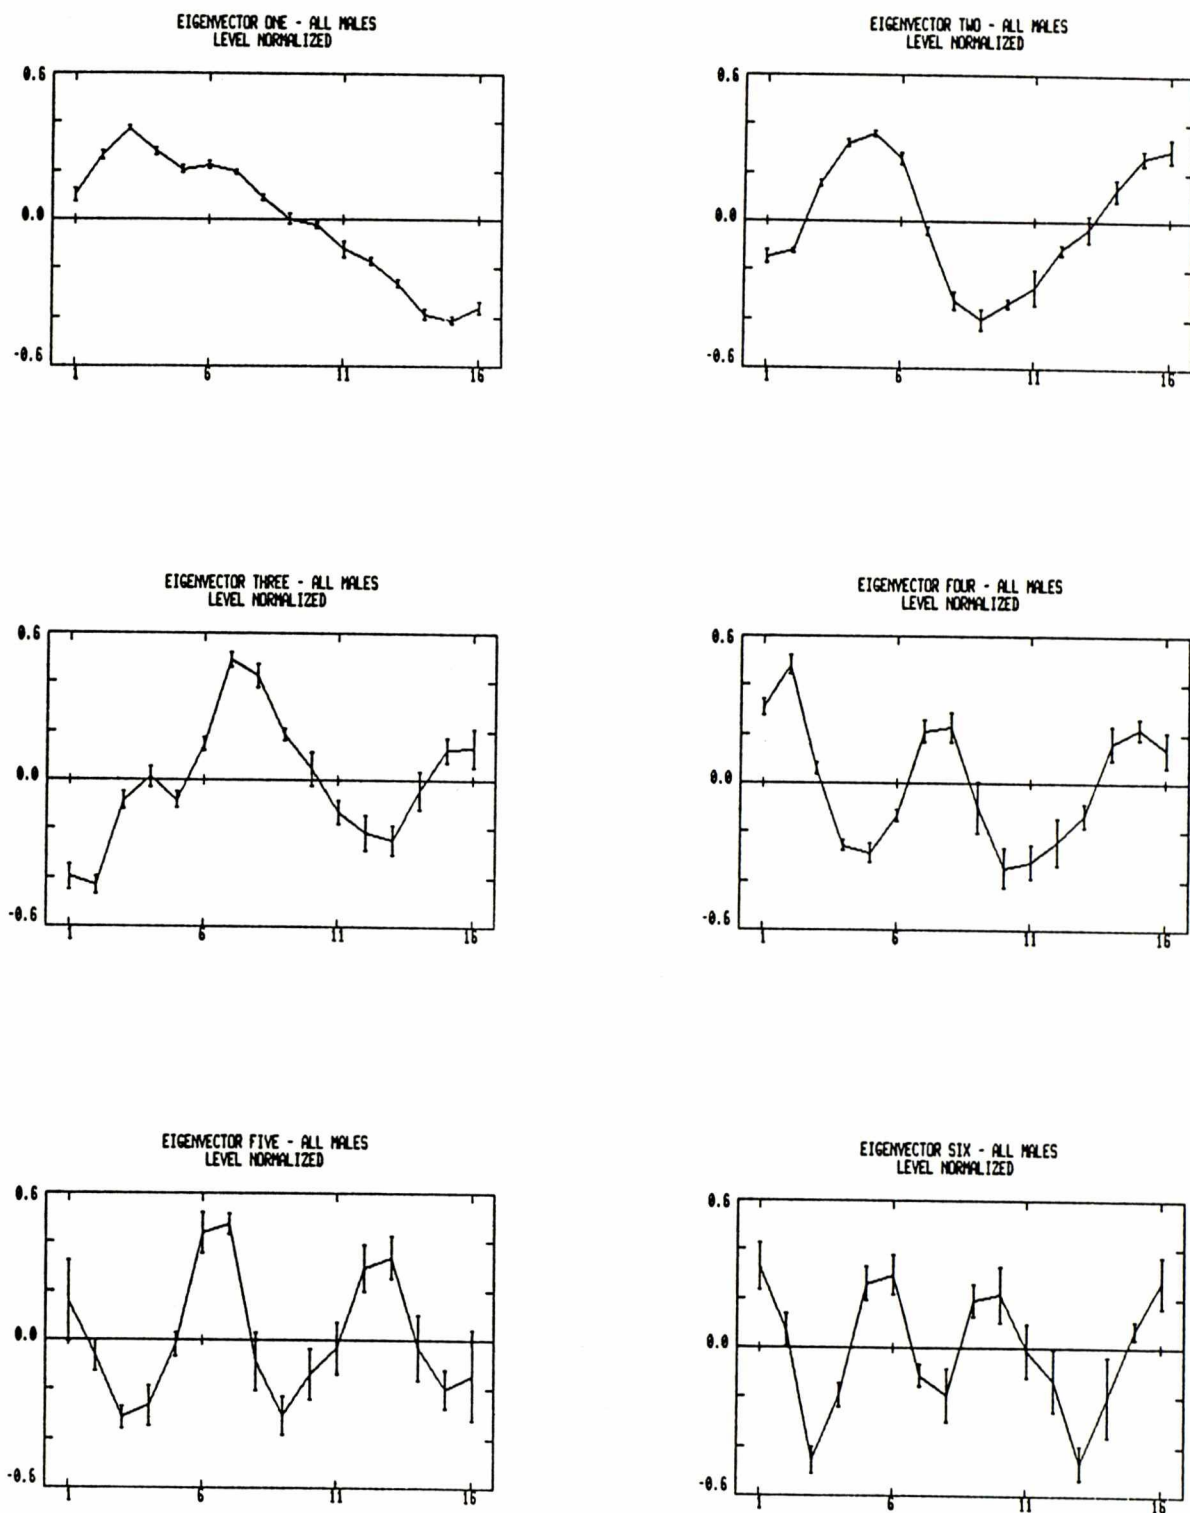 EIGENVECTOR ONE - ALL MALES
LEVEL NORMALIZED
0.6
0.0
-0.6
1 6 11 16
EIGENVECTOR TWO - ALL MALES
LEVEL NORMALIZED
0.6
0.0
-0.6
1 6 11 16
EIGENVECTOR THREE - ALL MALES
LEVEL NORMALIZED
0.6
0.0
-0.6
1 6 11 16
EIGENVECTOR FOUR - ALL MALES
LEVEL NORMALIZED
0.6
0.0
-0.6
1 6 11 16
EIGENVECTOR FIVE - ALL MALES
LEVEL NORMALIZED
0.6
0.0
-0.6
1 6 11 16
EIGENVECTOR SIX - ALL MALES
LEVEL NORMALIZED
0.6
0.0
-0.6
1 6 11 16